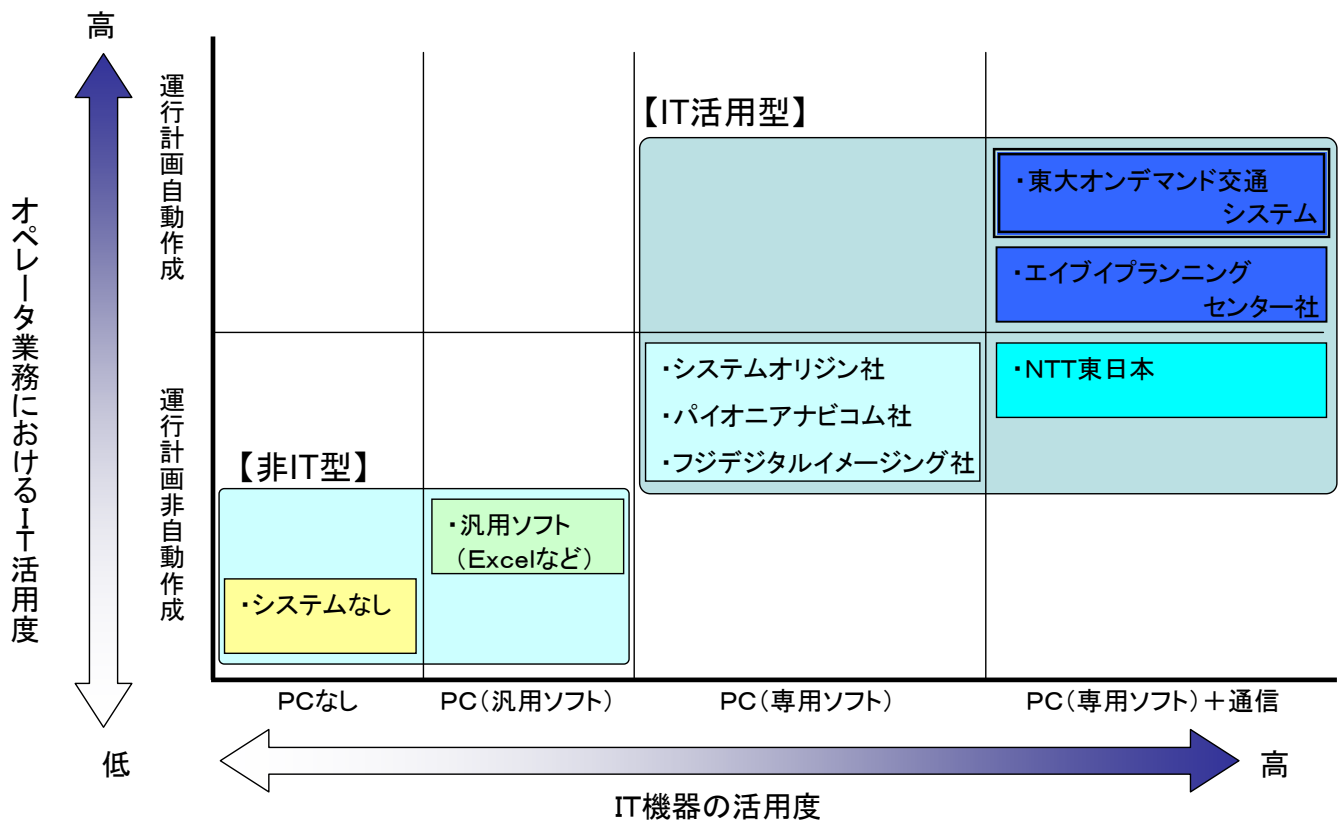 高
オペレータ業務におけるIT活用度
低
運行計画自動作成
運行計画非自動作成
【IT活用型】
・東大オンデマンド交通
システム
・エイブイプランニング
センター社
・システムオリジン社
・パイオニアナビコム社
・フジデジタルイメージング社
・NTT東日本
【非IT型】
・汎用ソフト
（Excelなど）
・システムなし
PCなし
PC（汎用ソフト）
PC（専用ソフト）
PC（専用ソフト）＋通信
高
IT機器の活用度